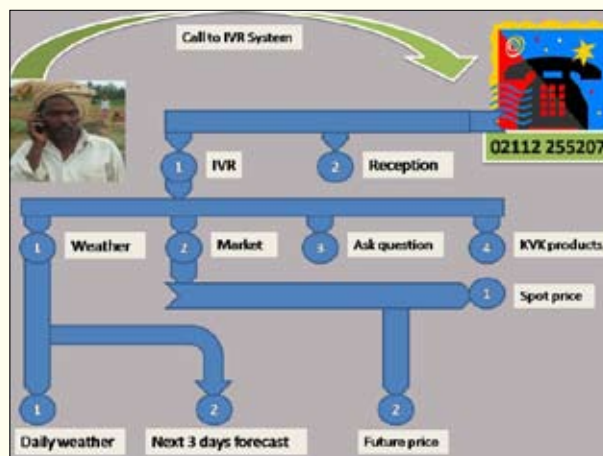 Call to IVR System
02112 255207
1 IVR
2 Reception
1 Weather
2 Market
3 Ask question
4 KVK products
1 Spot price
1 Daily weather
2 Next 3 days forecast
2 Future price